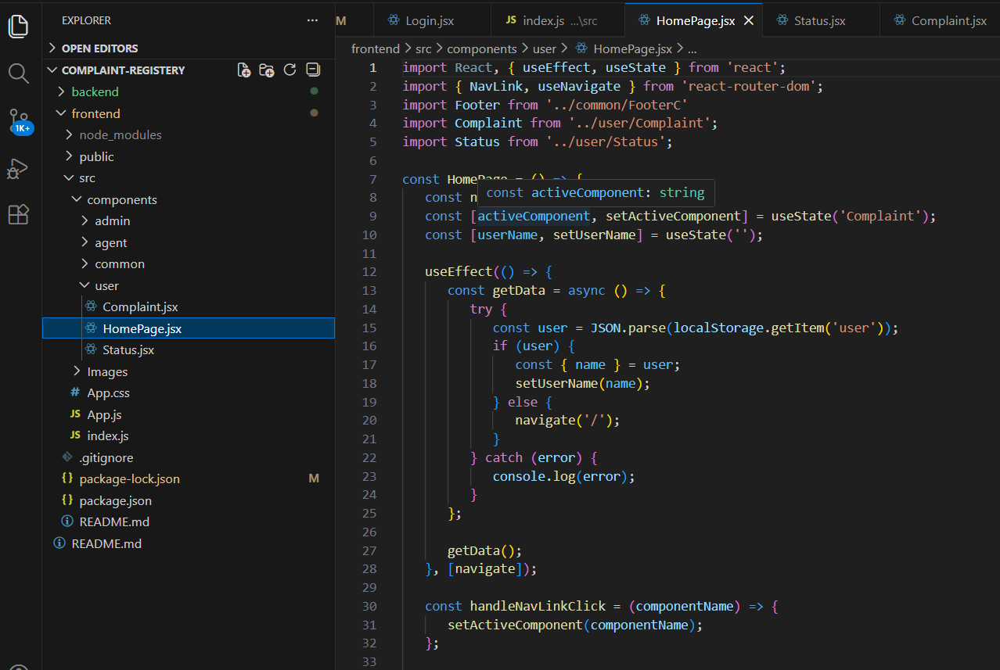 EXPLORER
OPEN EDITORS
COMPLAINT-REGISTERY
backend
frontend
node_modules
public
src
components
admin
agent
common
user
Complaint.jsx
HomePage.jsx
Status.jsx
Images
# App.css
JS App.js
JS index.js
.gitignore
{} package-lock.json M
{} package.json
README.md
README.md
1K+
M Login.jsx JS index.js ...\src HomePage.jsx Status.jsx Complaint.jsx
frontend > src > components > user > HomePage.jsx > ...
1 import React, { useEffect, useState } from 'react';
2 import { NavLink, useNavigate } from 'react-router-dom';
3 import Footer from '../common/FooterC'
4 import Complaint from '../user/Complaint';
5 import Status from '../user/Status';
6
7 const HomePage = () => {
const activeComponent: string
8 const n
9 const [activeComponent, setActiveComponent] = useState('Complaint');
10 const [userName, setUserName] = useState('');
11
12 useEffect(() => {
13 const getData = async () => {
14 try {
15 const user = JSON.parse(localStorage.getItem('user'));
16 if (user) {
17 const { name } = user;
18 setUserName(name);
19 } else {
20 navigate('/');
21 }
22 } catch (error) {
23 console.log(error);
24 }
25 };
26
27 getData();
28 }, [navigate]);
29
30 const handleNavLinkClick = (componentName) => {
31 setActiveComponent(componentName);
32 };
33